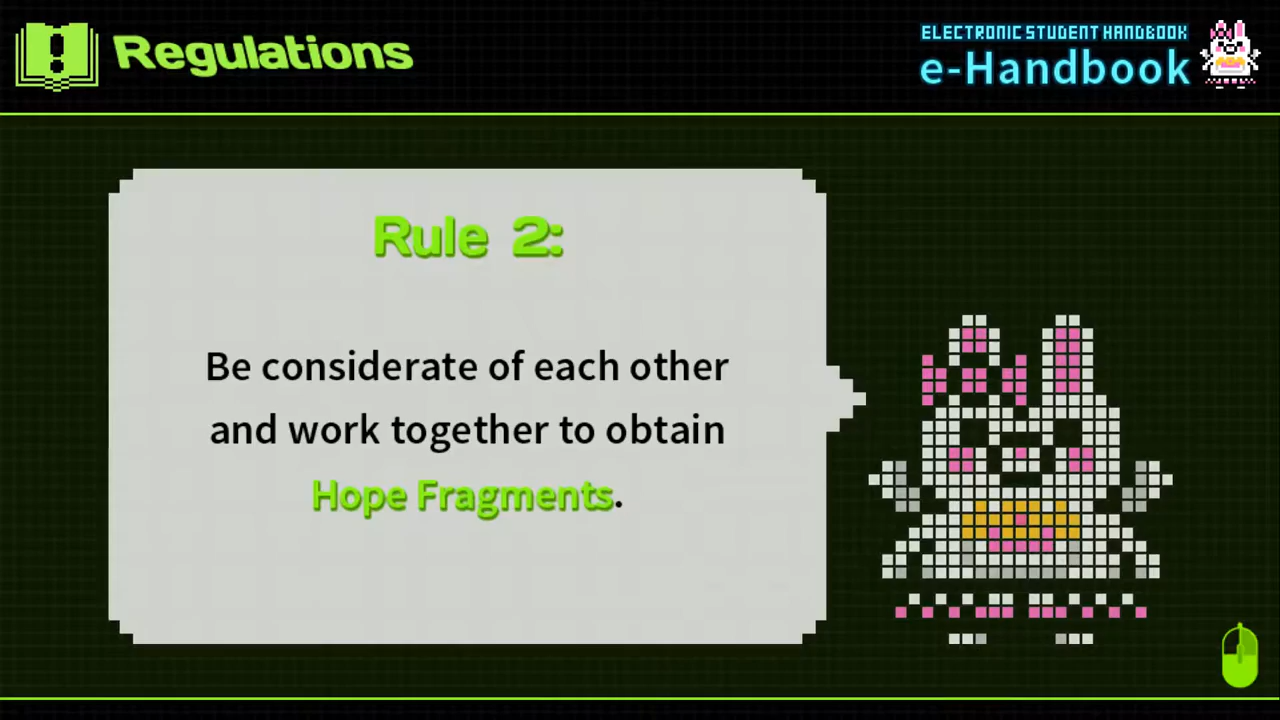 Regulations
ELECTRONIC STUDENT HANDBOOK
e-Handbook
Rule 2:
Be considerate of each other
and work together to obtain
Hope Fragments.